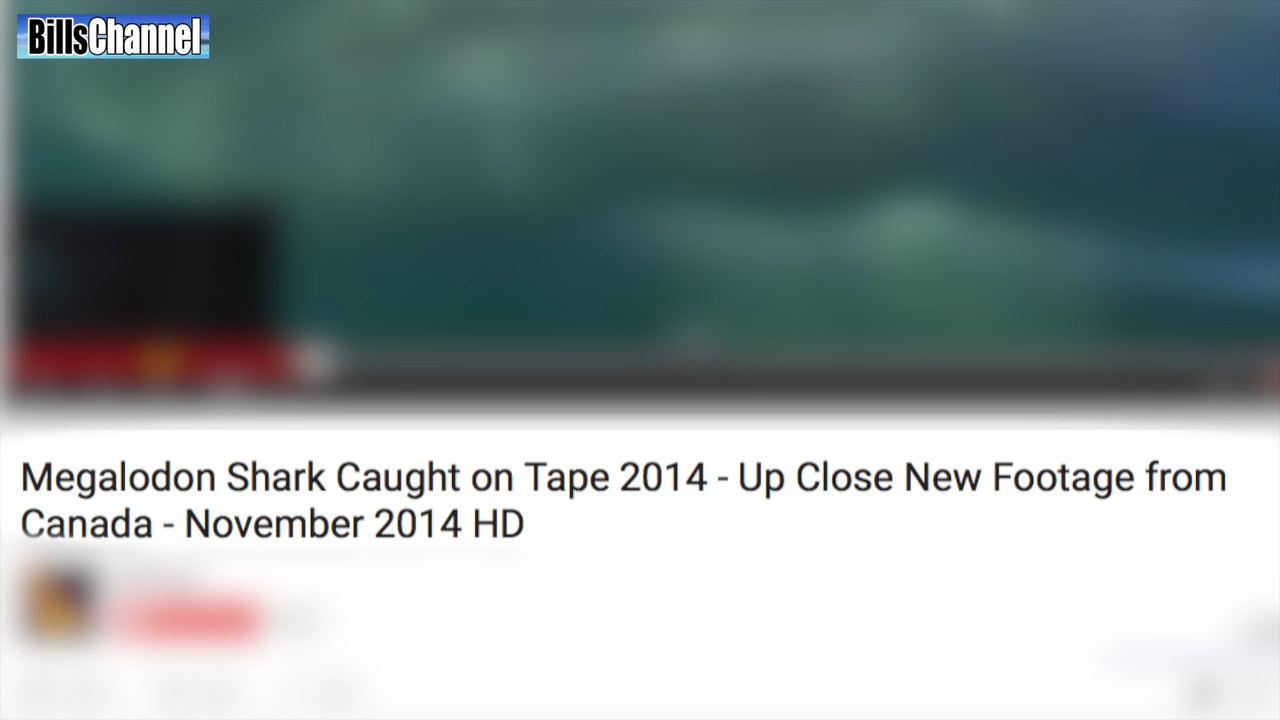 BillsChannel
Megalodon Shark Caught on Tape 2014 - Up Close New Footage from
Canada - November 2014 HD